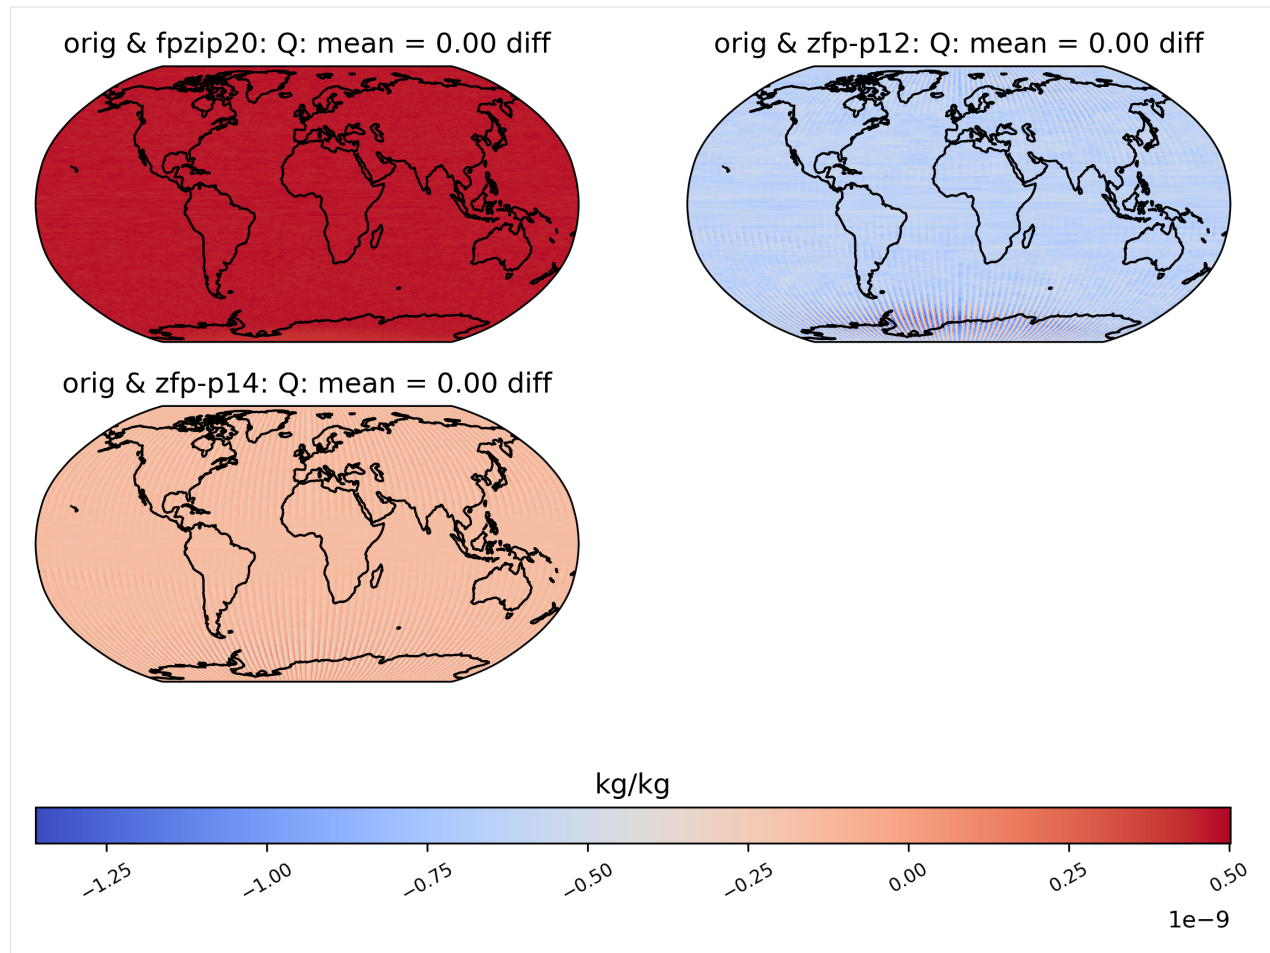 orig & fpzip20: Q: mean = 0.00 diff
orig & zfp-p12: Q: mean = 0.00 diff
orig & zfp-p14: Q: mean = 0.00 diff
kg/kg
−1.25 −1.00 −0.75 −0.50 −0.25 0.00 0.25 0.50
1e−9